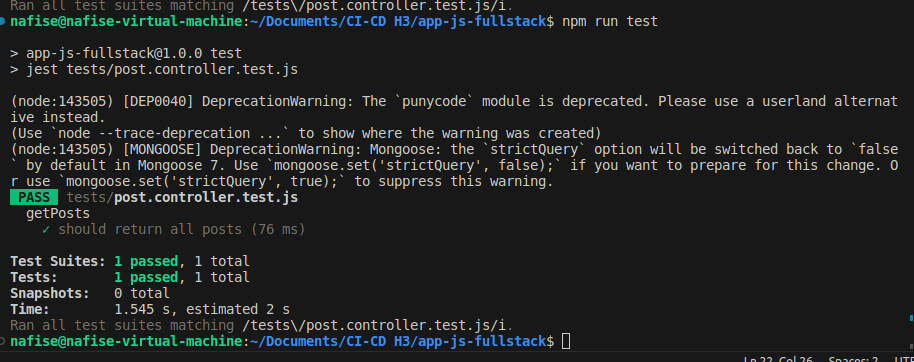 Ran all test suites matching /tests\/post.controller.test.js/i.
nafise@nafise-virtual-machine:~/Documents/CI-CD H3/app-js-fullstack$ npm run test
> app-js-fullstack@1.0.0 test
> jest tests/post.controller.test.js
(node:143505) [DEP0040] DeprecationWarning: The `punycode` module is deprecated. Please use a userland alternat
ive instead.
(Use `node --trace-deprecation ...` to show where the warning was created)
(node:143505) [MONGOOSE] DeprecationWarning: Mongoose: the `strictQuery` option will be switched back to `false
` by default in Mongoose 7. Use `mongoose.set('strictQuery', false);` if you want to prepare for this change. O
r use `mongoose.set('strictQuery', true);` to suppress this warning.
PASS tests/post.controller.test.js
getPosts
✓ should return all posts (76 ms)
Test Suites: 1 passed, 1 total
Tests: 1 passed, 1 total
Snapshots: 0 total
Time: 1.545 s, estimated 2 s
Ran all test suites matching /tests\/post.controller.test.js/i.
nafise@nafise-virtual-machine:~/Documents/CI-CD H3/app-js-fullstack$
Ln 22, Col 26 Spaces: 2